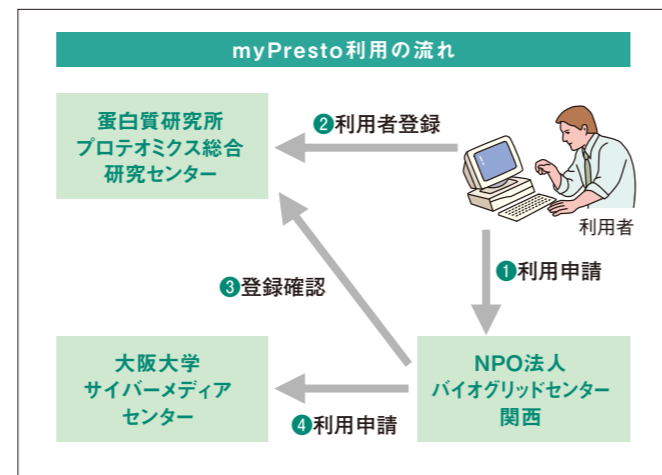 myPresto利用の流れ
蛋白質研究所
プロテオミクス総合
研究センター
❷利用者登録
利用者
❶利用申請
❸登録確認
大阪大学
サイバーメディア
センター
❹利用申請
NPO法人
バイオグリッドセンター
関西